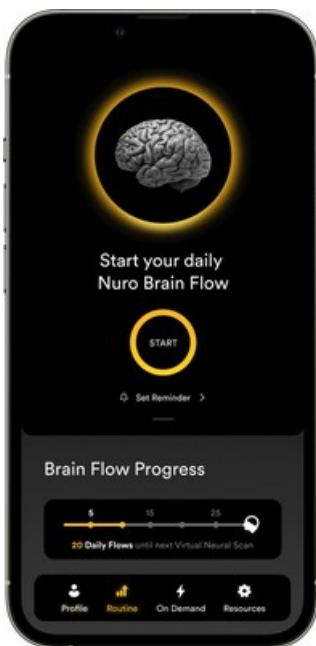 Start your daily
Nuro Brain Flow
START
Set Reminder
Brain Flow Progress
5 15 25
20 Daily Flows until next Virtual Neural Scan
Profile Routine On Demand Resources